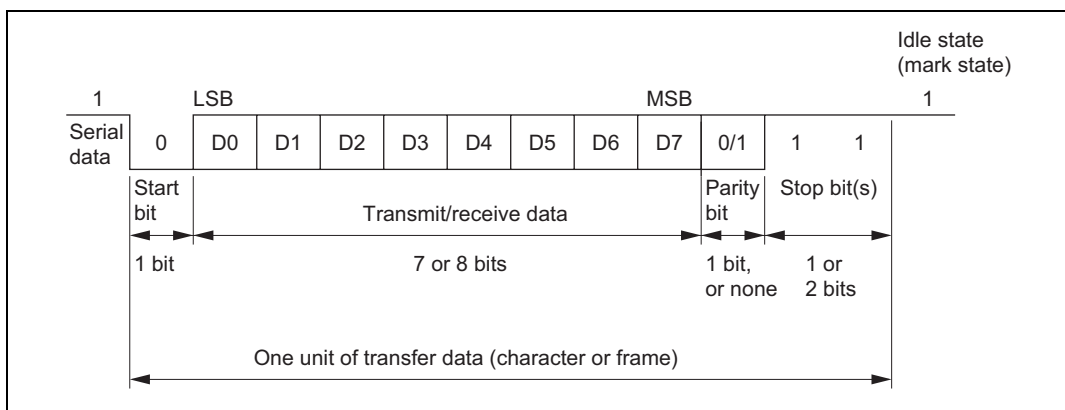 Idle state
(mark state)
1 LSB MSB 1
Serial
data
0 D0 D1 D2 D3 D4 D5 D6 D7 0/1 1 1
Start
bit
Transmit/receive data
Parity
bit
Stop bit(s)
1 bit
7 or 8 bits
1 bit,
or none
1 or
2 bits
One unit of transfer data (character or frame)